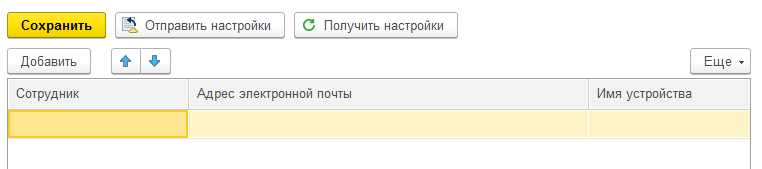 Сохранить Отправить настройки Получить настройки
Добавить Еще
Сотрудник Адрес электронной почты Имя устройства